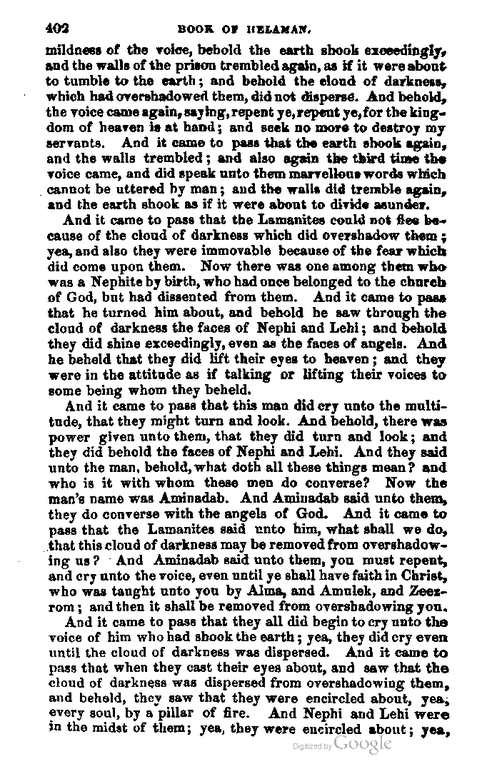 402 BOOK OF HELAMAN.
mildness of the voice, behold the earth shook exceedingly,
and the walls of the prison trembled again, as if it were about
to tumble to the earth; and behold the cloud of darkness,
which had overshadowed them, did not disperse. And behold,
the voice came again, saying, repent ye, repent ye, for the king-
dom of heaven is at hand; and seek no more to destroy my
servants. And it came to pass that the earth shook again,
and the walls trembled; and also again the third time the
voice came, and did speak unto them marvellous words which
cannot be uttered by man; and the walls did tremble again,
and the earth shook as if it were about to divide asunder.
And it came to pass that the Lamanites could not flee be-
cause of the cloud of darkness which did overshadow them;
yea, and also they were immovable because of the fear which
did come upon them. Now there was one among them who
was a Nephite by birth, who had once belonged to the church
of God, but had dissented from them. And it came to pass
that he turned him about, and behold he saw through the
cloud of darkness the faces of Nephi and Lehi; and behold
they did shine exceedingly, even as the faces of angels. And
he beheld that they did lift their eyes to heaven; and they
were in the attitude as if talking or lifting their voices to
some being whom they beheld.
And it came to pass that this man did cry unto the multi-
tude, that they might turn and look. And behold, there was
power given unto them, that they did turn and look; and
they did behold the faces of Nephi and Lehi. And they said
unto the man, behold, what doth all these things mean? and
who is it with whom these men do converse? Now the
man's name was Aminadab. And Aminadab said unto them,
they do converse with the angels of God. And it came to
pass that the Lamanites said unto him, what shall we do,
that this cloud of darkness may be removed from overshadow-
ing us? And Aminadab said unto them, you must repent,
and cry unto the voice, even until ye shall have faith in Christ,
who was taught unto you by Alma, and Amulek, and Zeez-
rom; and then it shall be removed from overshadowing you.
And it came to pass that they all did begin to cry unto the
voice of him who had shook the earth; yea, they did cry even
until the cloud of darkness was dispersed. And it came to
pass that when they cast their eyes about, and saw that the
cloud of darkness was dispersed from overshadowing them,
and behold, they saw that they were encircled about, yea,
every soul, by a pillar of fire. And Nephi and Lehi were
in the midst of them; yea, they were encircled about; yea,
Digitized by Google